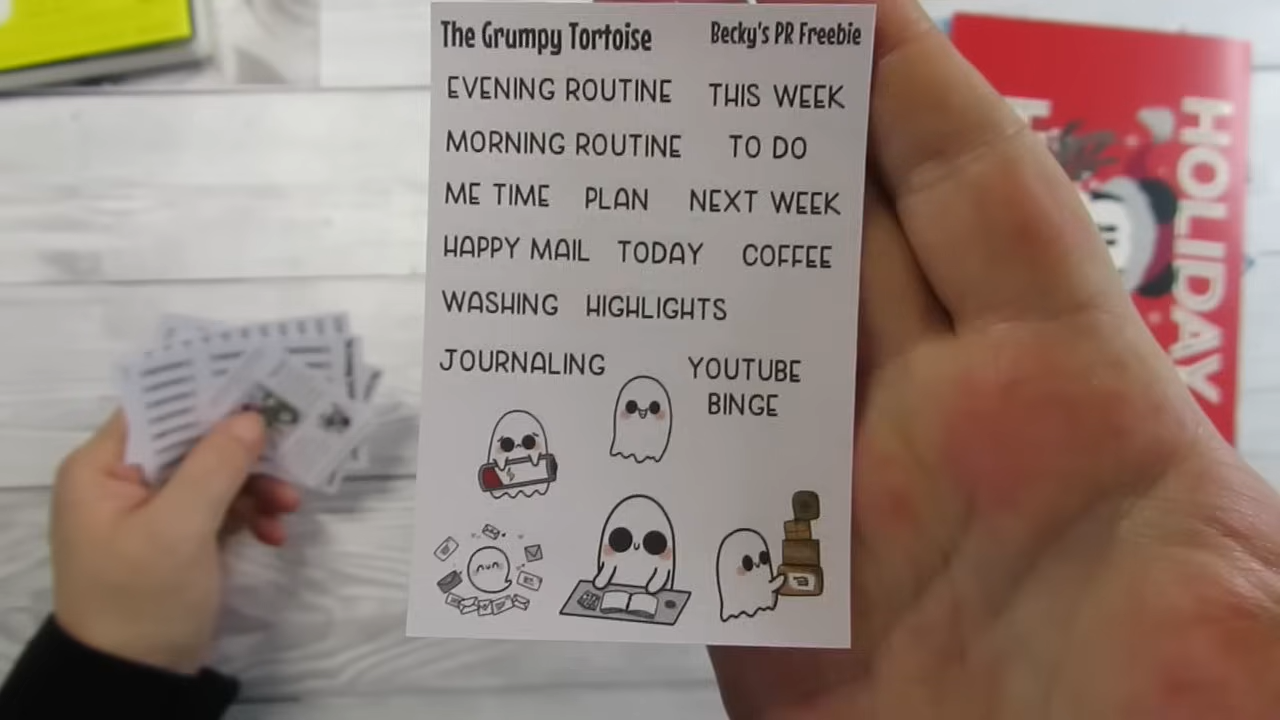 The Grumpy Tortoise Becky's PR Freebie
EVENING ROUTINE THIS WEEK
MORNING ROUTINE TO DO
ME TIME PLAN NEXT WEEK
HAPPY MAIL TODAY COFFEE
WASHING HIGHLIGHTS
JOURNALING YOUTUBE
BINGE
HOLIDAY